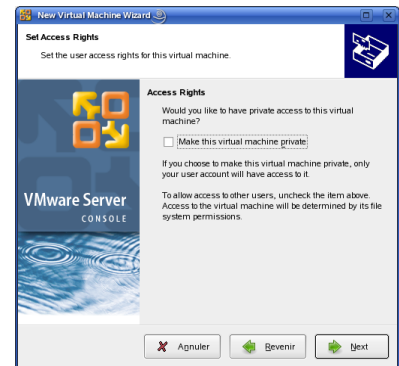 New Virtual Machine Wizard
Set Access Rights
Set the user access rights for this virtual machine.
VMware Server
CONSOLE
Access Rights
Would you like to have private access to this virtual
machine?
Make this virtual machine private
If you choose to make this virtual machine private, only
your user account will have access to it.
To allow access to other users, uncheck the item above.
Access to the virtual machine will be determined by its file
system permissions.
Annuler
Revenir
Next